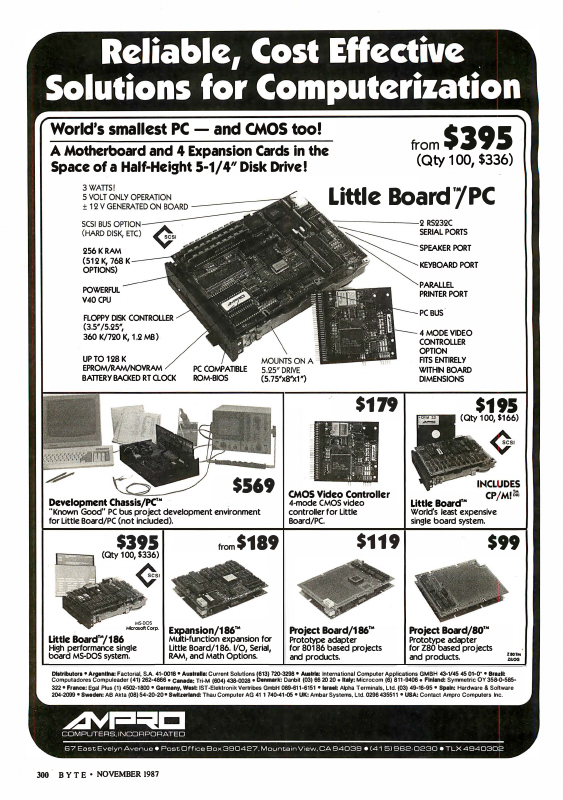 Reliable, Cost Effective
Solutions for Computerization
World's smallest PC — and CMOS too!
A Motherboard and 4 Expansion Cards in the
Space of a Half-Height 5-1/4" Disk Drive!
from $395
(Qty 100, $336)
Little Board™/PC
3 WATTS!
5 VOLT ONLY OPERATION
± 12 V GENERATED ON BOARD
SCSI BUS OPTION
(HARD DISK, ETC)
SCSI
256 K RAM
(512 K, 768 K
OPTIONS)
POWERFUL
V40 CPU
FLOPPY DISK CONTROLLER
(3.5"/5.25",
360 K/720 K, 1.2 MB)
UP TO 128 K
EPROM/RAM/NOVRAM
BATTERY BACKED RT CLOCK
PC COMPATIBLE
ROM-BIOS
MOUNTS ON A
5.25" DRIVE
(5.75"x8"x1")
2 RS232C
SERIAL PORTS
SPEAKER PORT
KEYBOARD PORT
PARALLEL
PRINTER PORT
PC BUS
4 MODE VIDEO
CONTROLLER
OPTION
FITS ENTIRELY
WITHIN BOARD
DIMENSIONS
$569
Development Chassis/PC™
"Known Good" PC bus project development environment
for Little Board/PC (not included).
$179
CMOS Video Controller
4-mode CMOS video
controller for Little
Board/PC.
$195
(Qty 100, $166)
SCSI
INCLUDES
CP/M!
Little Board™
World's least expensive
single board system.
$395
(Qty 100, $336)
SCSI
MS-DOS
Microsoft Corp.
Little Board™/186
High performance single
board MS-DOS system.
from $189
Expansion/186™
Multi-function expansion for
Little Board/186. I/O, Serial,
RAM, and Math Options.
$119
Project Board/186™
Prototype adapter
for 80186 based projects
and products.
$99
Project Board/80™
Prototype adapter
for Z80 based projects
and products.
Z80TM
ZILOG
Distributors • Argentina: Factorial, S.A. 41-0018 • Australia: Current Solutions (613) 720-3298 • Austria: International Computer Applications GMBH 43-1/45 45 01-0* • Brazil:
Computadores Compuleader (41) 262-4866 • Canada: Tri-M (604) 438-9028 • Denmark: Danbit (03) 66 20 20 • Italy: Microcom (6) 811-9406 • Finland: Symmetric OY 358-0-585-
322 • France: Egal Plus (1) 4502-1800 • Germany, West: IST-Elektronik Vertriebs GmbH 089-611-6151 • Israel: Alpha Terminals, Ltd. (03) 49-16-95 • Spain: Hardware & Software
204-2099 • Sweden: AB Akta (08) 54-20-20 • Switzerland: Thau Computer AG 41 1 740-41-05 • UK: Ambar Systems, Ltd. 0296 435511 • USA: Contact Ampro Computers Inc.
AMPRO
COMPUTERS, INCORPORATED
67 East Evelyn Avenue • Post Office Box 390427, Mountain View, CA 94039 • (415) 962-0230 • TLX 4940302
300 BYTE • NOVEMBER 1987